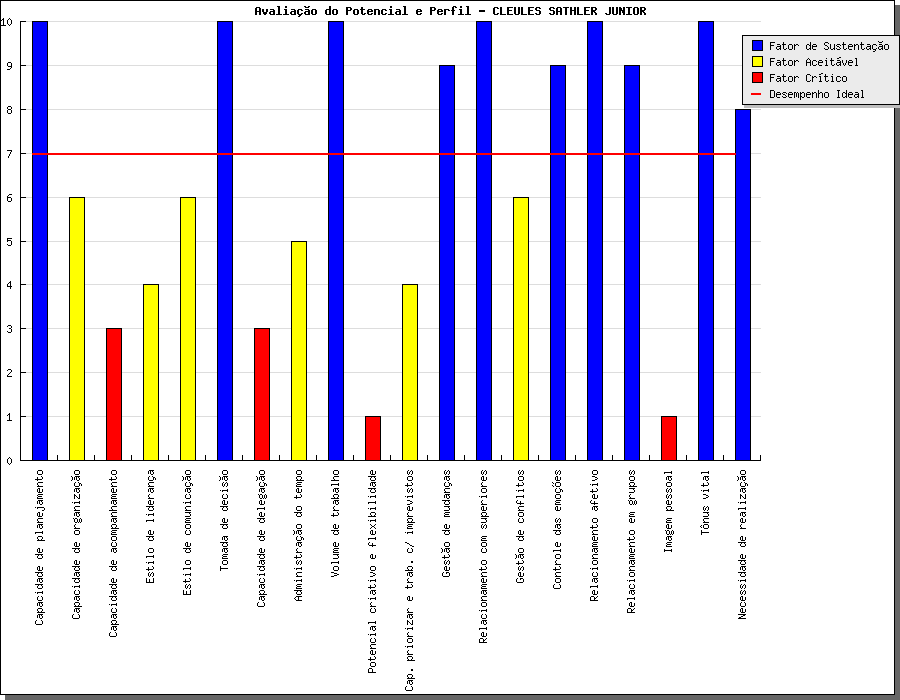 Avaliação do Potencial e Perfil - CLEULES SATHLER JUNIOR
Fator de Sustentação
Fator Aceitável
Fator Crítico
Desempenho Ideal
10
9
8
7
6
5
4
3
2
1
0
Capacidade de planejamento
Capacidade de organização
Capacidade de acompanhamento
Estilo de liderança
Estilo de comunicação
Tomada de decisão
Capacidade de delegação
Administração do tempo
Volume de trabalho
Potencial criativo e flexibilidade
Cap. priorizar e trab. c/ imprevistos
Gestão de mudanças
Relacionamento com superiores
Gestão de conflitos
Controle das emoções
Relacionamento afetivo
Relacionamento em grupos
Imagem pessoal
Tônus vital
Necessidade de realização